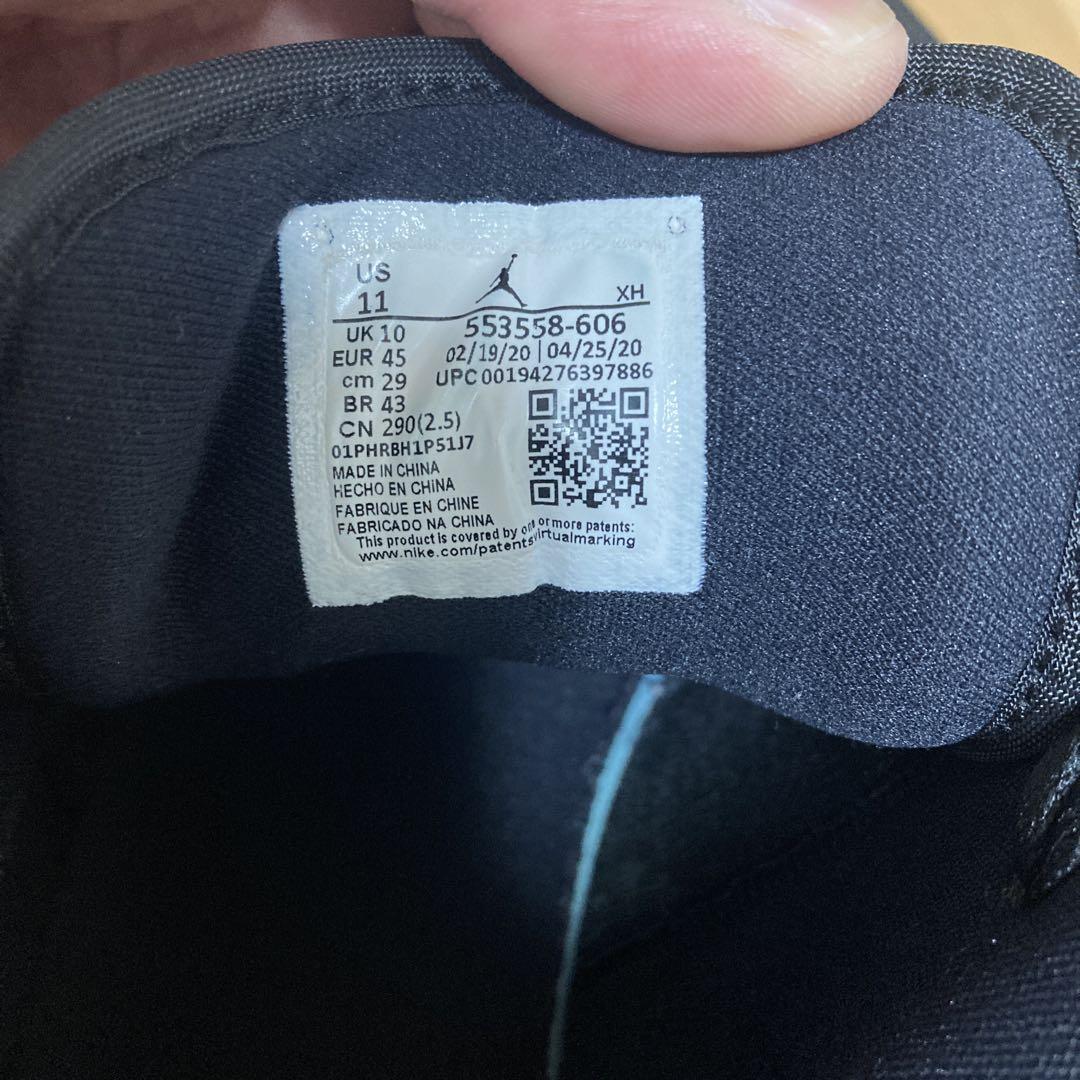 US
11
XH
UK 10
553558-606
EUR 45
02/19/20 | 04/25/20
cm 29
UPC 00194276397886
BR 43
CN 290(2.5)
01PHRBH1P51J7
MADE IN CHINA
HECHO EN CHINA
FABRIQUE EN CHINE
FABRICADO NA CHINA
This product is covered by one or more patents:
www.nike.com/patentsvirtualmarking